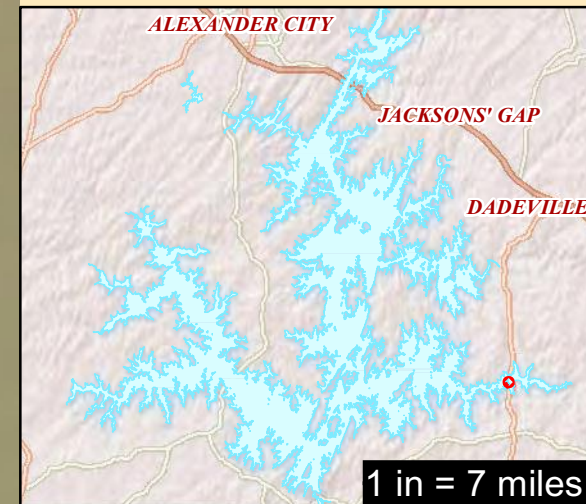 ALEXANDER CITY
JACKSONS' GAP
DADEVILLE
1 in = 7 miles